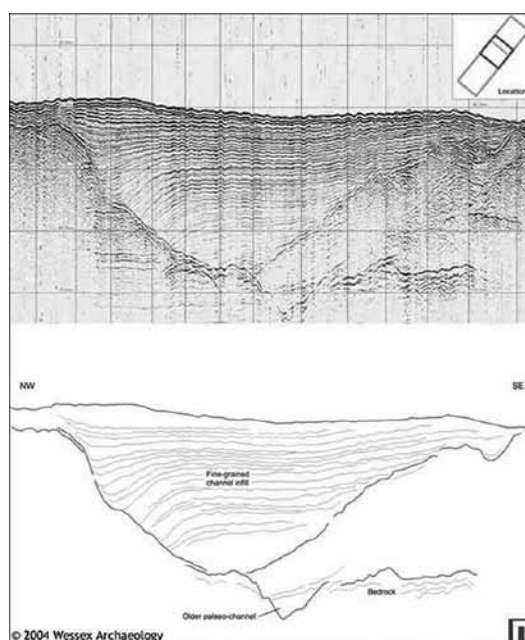 Location
NW
SE
Fine-grained
channel infill
Bedrock
Older palaeo-channel
© 2004 Wessex Archaeology